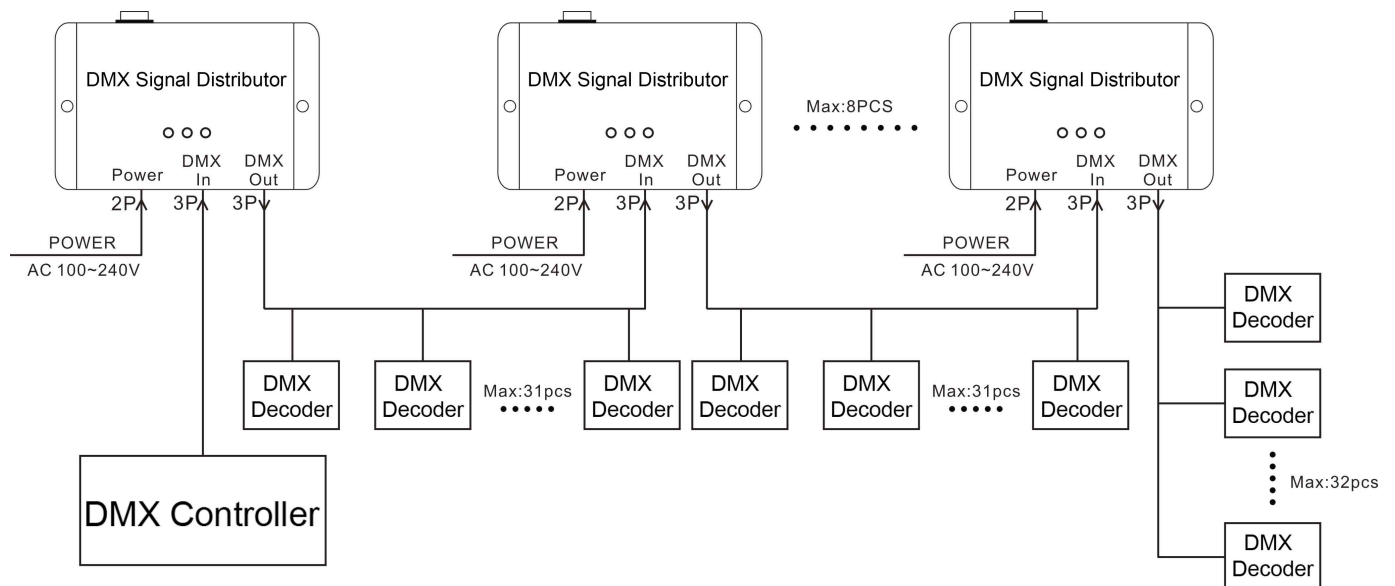 DMX Signal Distributor
DMX Signal Distributor
DMX Signal Distributor
Max:8PCS
Power
DMX
In
DMX
Out
Power
DMX
In
DMX
Out
Power
DMX
In
DMX
Out
2P
3P
3P
2P
3P
3P
2P
3P
3P
POWER
AC 100~240V
POWER
AC 100~240V
POWER
AC 100~240V
DMX
Decoder
DMX
Decoder
Max:31pcs
DMX
Decoder
DMX
Decoder
DMX
Decoder
Max:31pcs
DMX
Decoder
DMX
Decoder
DMX
Decoder
Max:32pcs
DMX
Decoder
DMX Controller